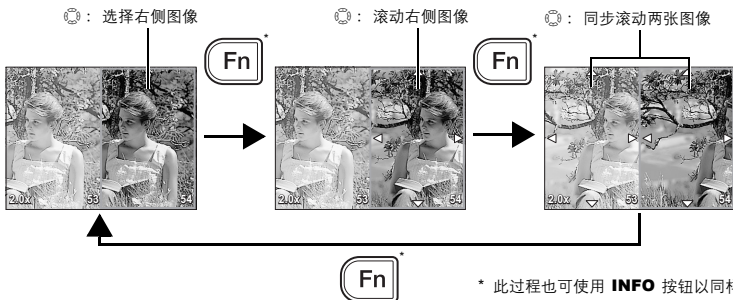 : 选择右侧图像
: 滚动右侧图像
: 同步滚动两张图像
Fn*
Fn*
2.0x 53 54
2.0x 53 54
2.0x 53 54
Fn*
* 此过程也可使用 INFO 按钮以同